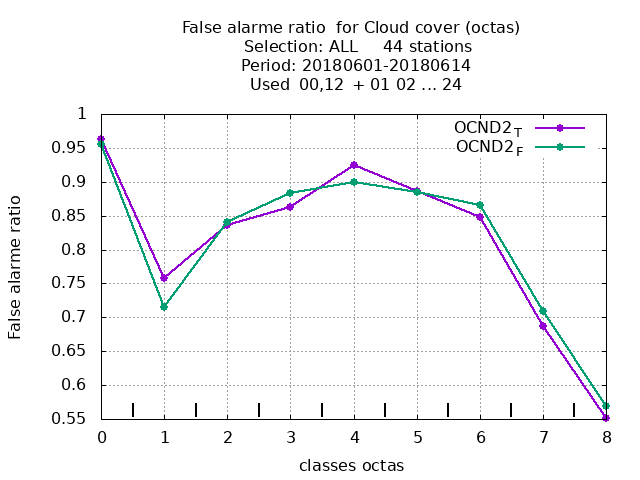 False alarme ratio  for Cloud cover (octas)
Selection: ALL     44 stations
Period: 20180601-20180614
Used  00,12  + 01 02 ... 24
OCND2T
OCND2F
1
0.95
0.9
0.85
0.8
0.75
0.7
0.65
0.6
0.55
False alarme ratio
0 1 2 3 4 5 6 7 8
classes octas